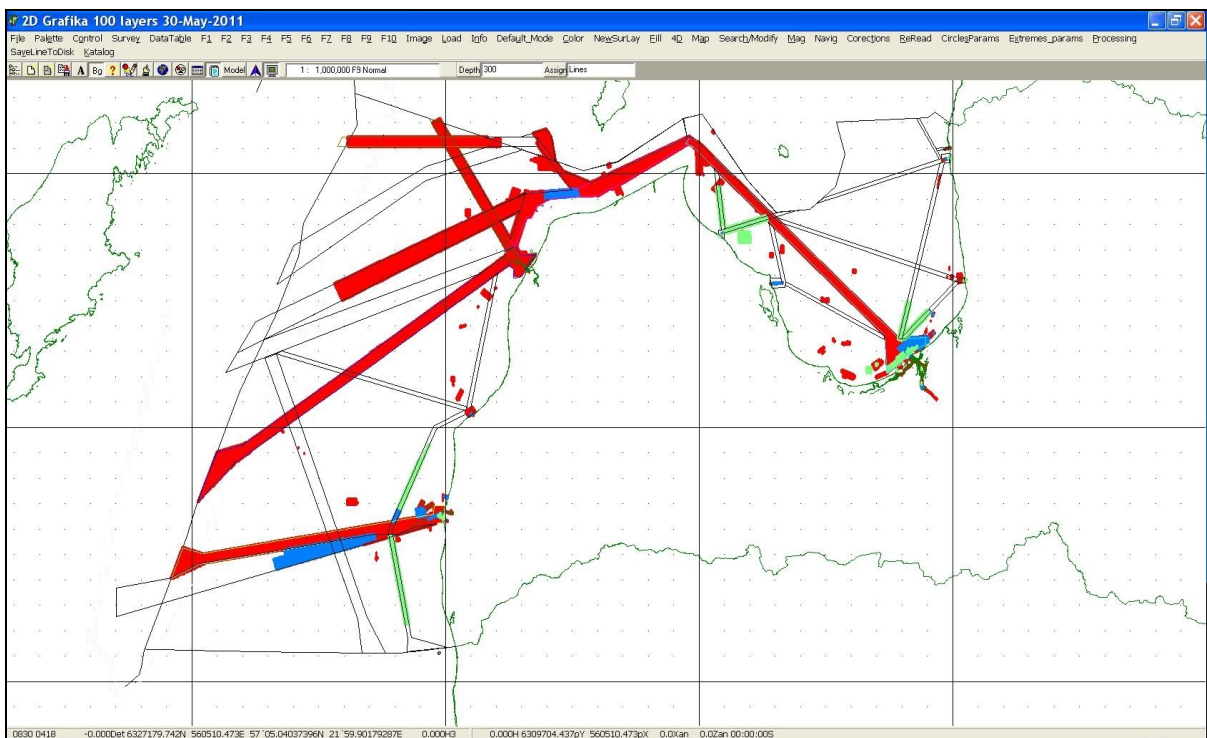 2D Grafika 100 layers 30-May-2011
File Palette Control Survey DataTable F1 F2 F3 F4 F5 F6 F7 F8 F9 F10 Image Load Info Default_Mode Color NewSurLay Fill 4D Map Search/Modify Mag Navig Corections ReRead CirclesParams Extremes_params Processing
SaveLineToDisk Katalog
A Bg ? Model 1 : 1,000,000 F9 Normal Depth 300 Assign Lines
0830 0418 -0.000Det 6327179.742N 560510.473E 57 °05.04037396N 21 °59.90179287E 0.000H3 0.000H 6309704.437pY 560510.473pX 0.0Xan 0.0Zan 00:00:00S